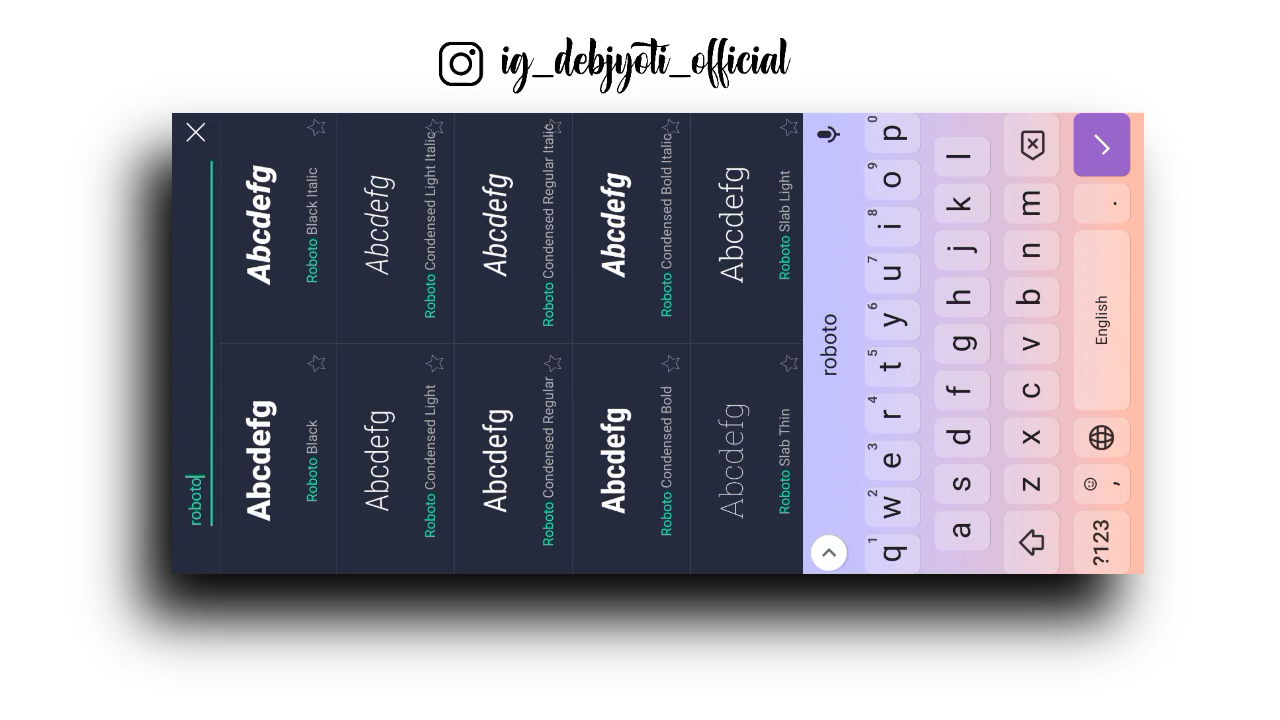 ig_debjyoti_official
roboto
Abcdefg
Roboto Black
Abcdefg
Roboto Black Italic
Abcdefg
Roboto Condensed Light
Abcdefg
Roboto Condensed Light Italic
Abcdefg
Roboto Condensed Regular
Abcdefg
Roboto Condensed Regular Italic
Abcdefg
Roboto Condensed Bold
Abcdefg
Roboto Condensed Bold Italic
Abcdefg
Roboto Slab Thin
Abcdefg
Roboto Slab Light
roboto
1 2 3 4 5 6 7 8 9 0
q w e r t y u i o p
a s d f g h j k l
z x c v b n m
?123 , English .